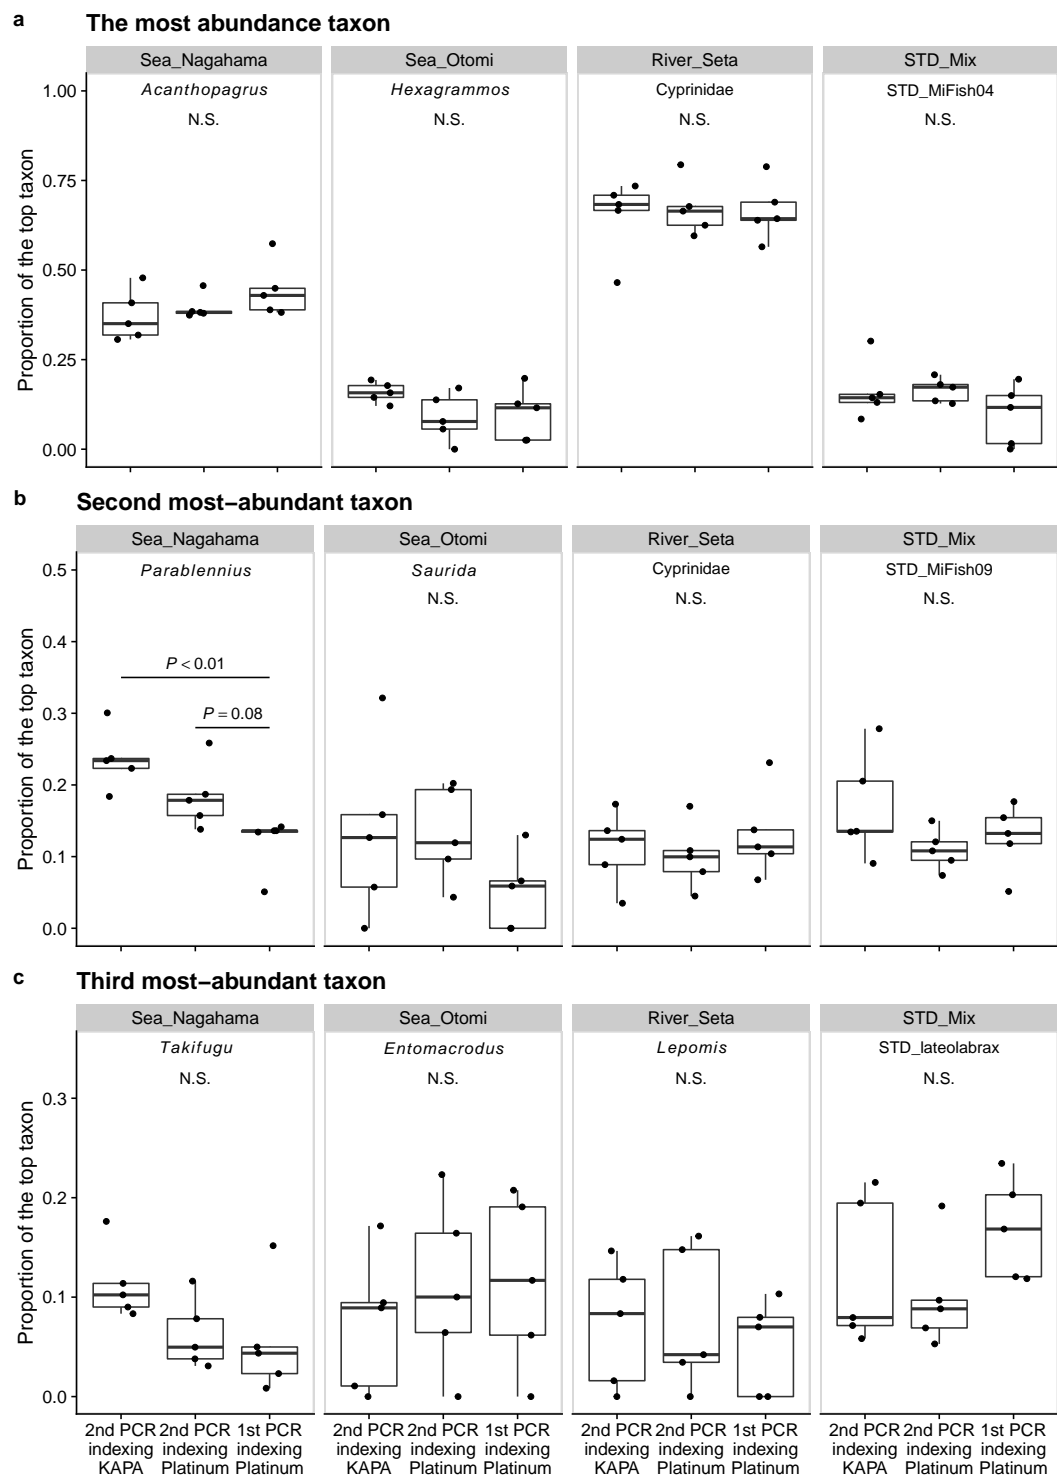 a The most abundance taxon
Sea_Nagahama Sea_Otomi River_Seta STD_Mix
Acanthopagrus Hexagrammos Cyprinidae STD_MiFish04
N.S. N.S. N.S. N.S.
Proportion of the top taxon
1.00
0.75
0.50
0.25
0.00
b Second most−abundant taxon
Sea_Nagahama Sea_Otomi River_Seta STD_Mix
Parablennius Saurida Cyprinidae STD_MiFish09
N.S. N.S. N.S.
P < 0.01
P = 0.08
Proportion of the top taxon
0.5
0.4
0.3
0.2
0.1
0.0
c Third most−abundant taxon
Sea_Nagahama Sea_Otomi River_Seta STD_Mix
Takifugu Entomacrodus Lepomis STD_lateolabrax
N.S. N.S. N.S. N.S.
Proportion of the top taxon
0.3
0.2
0.1
0.0
2nd PCR 2nd PCR 1st PCR 2nd PCR 2nd PCR 1st PCR 2nd PCR 2nd PCR 1st PCR 2nd PCR 2nd PCR 1st PCR
indexing indexing indexing indexing indexing indexing indexing indexing indexing indexing indexing indexing
KAPA Platinum Platinum KAPA Platinum Platinum KAPA Platinum Platinum KAPA Platinum Platinum